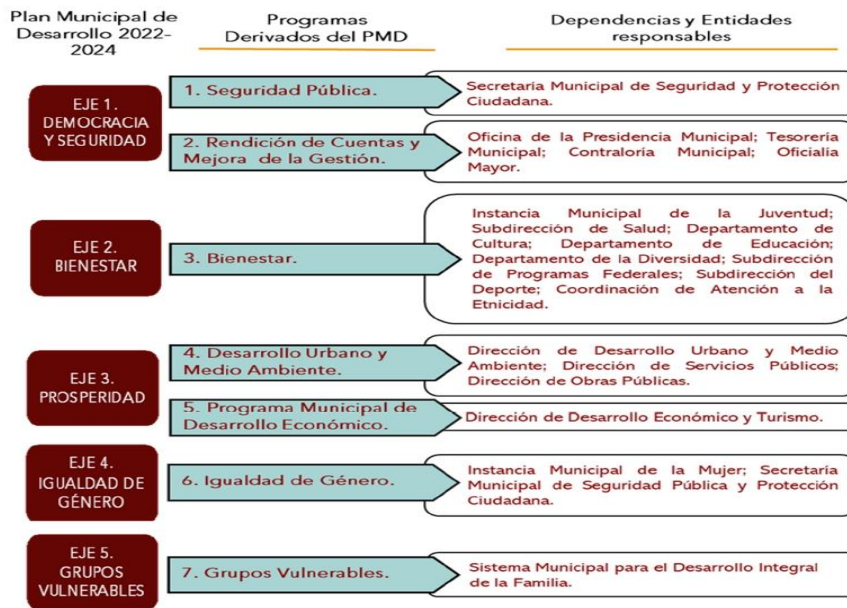 Plan Municipal de
Desarrollo 2022-
2024
Programas
Derivados del PMD
Dependencias y Entidades
responsables
EJE 1.
DEMOCRACIA
Y SEGURIDAD
1. Seguridad Pública.
Secretaría Municipal de Seguridad y Protección
Ciudadana.
2. Rendición de Cuentas y
Mejora de la Gestión.
Oficina de la Presidencia Municipal; Tesorería
Municipal; Contraloría Municipal; Oficialía
Mayor.
EJE 2.
BIENESTAR
3. Bienestar.
Instancia Municipal de la Juventud;
Subdirección de Salud; Departamento de
Cultura; Departamento de Educación;
Departamento de la Diversidad; Subdirección
de Programas Federales; Subdirección del
Deporte; Coordinación de Atención a la
Etnicidad.
EJE 3.
PROSPERIDAD
4. Desarrollo Urbano y
Medio Ambiente.
Dirección de Desarrollo Urbano y Medio
Ambiente; Dirección de Servicios Públicos;
Dirección de Obras Públicas.
5. Programa Municipal de
Desarrollo Económico.
Dirección de Desarrollo Económico y Turismo.
EJE 4.
IGUALDAD DE
GÉNERO
6. Igualdad de Género.
Instancia Municipal de la Mujer; Secretaría
Municipal de Seguridad Pública y Protección
Ciudadana.
EJE 5.
GRUPOS
VULNERABLES
7. Grupos Vulnerables.
Sistema Municipal para el Desarrollo Integral
de la Familia.